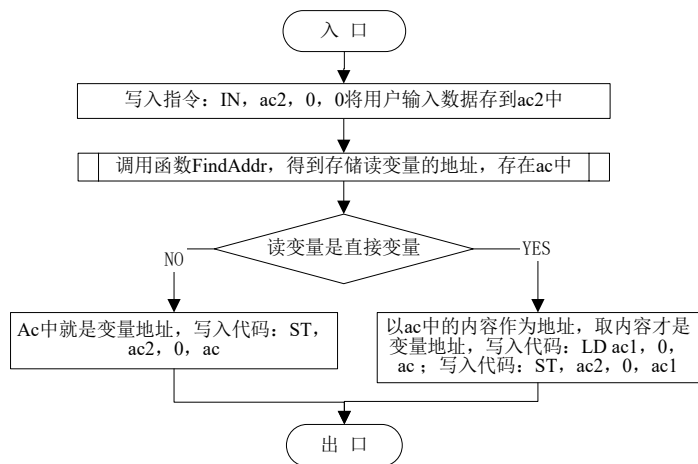 入 口
写入指令：IN，ac2，0，0将用户输入数据存到ac2中
调用函数FindAddr，得到存储读变量的地址，存在ac中
读变量是直接变量
NO
YES
Ac中就是变量地址，写入代码：ST，
ac2，0，ac
以ac中的内容作为地址，取内容才是
变量地址，写入代码：LD ac1，0，
ac ；写入代码：ST，ac2，0，ac1
出 口